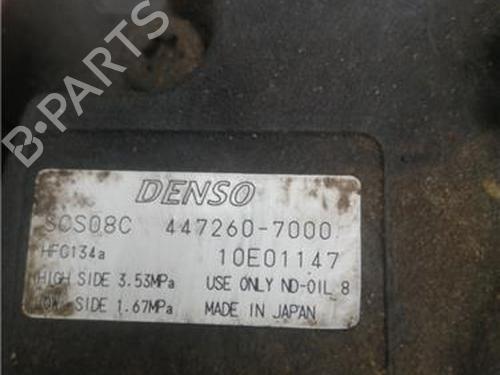 B-PARTS
DENSO
SCS08C 447260-7000
HFC134a 10E01147
HIGH SIDE 3.53MPa USE ONLY ND-OIL 8
LOW SIDE 1.67MPa MADE IN JAPAN